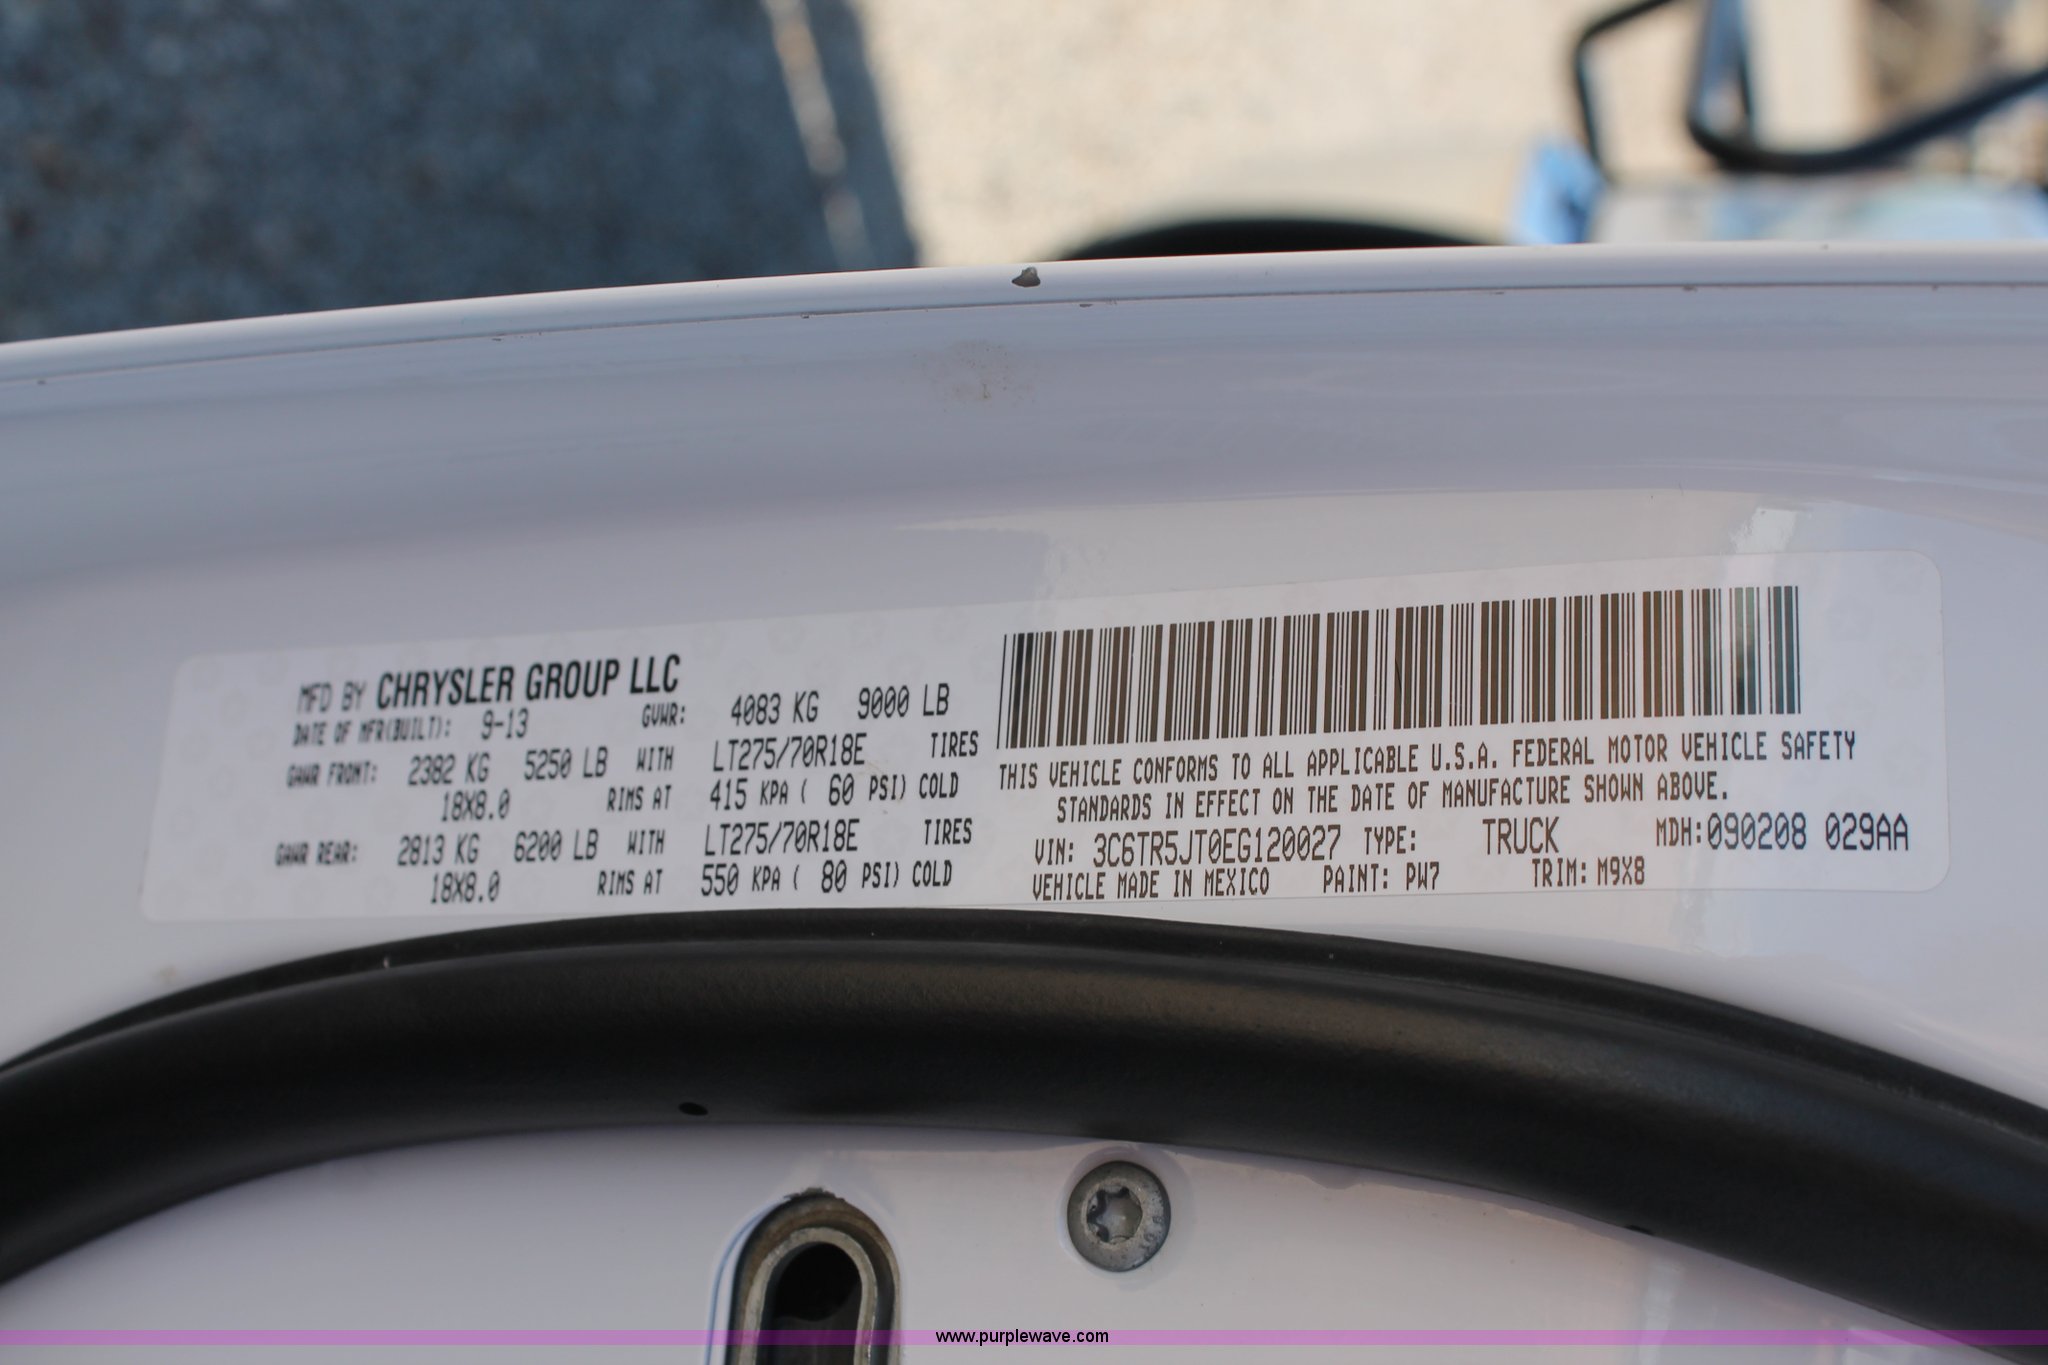 MFD BY CHRYSLER GROUP LLC
DATE OF MFR(BUILT): 9-13 GVWR: 4083 KG 9000 LB
GAWR FRONT: 2382 KG 5250 LB WITH LT275/70R18E TIRES
18X8.0 RIMS AT 415 KPA ( 60 PSI) COLD
GAWR REAR: 2813 KG 6200 LB WITH LT275/70R18E TIRES
18X8.0 RIMS AT 550 KPA ( 80 PSI) COLD
THIS VEHICLE CONFORMS TO ALL APPLICABLE U.S.A. FEDERAL MOTOR VEHICLE SAFETY
STANDARDS IN EFFECT ON THE DATE OF MANUFACTURE SHOWN ABOVE.
VIN: 3C6TR5JT0EG120027 TYPE: TRUCK MDH:090208 029AA
VEHICLE MADE IN MEXICO PAINT: PW7 TRIM: M9X8
www.purplewave.com